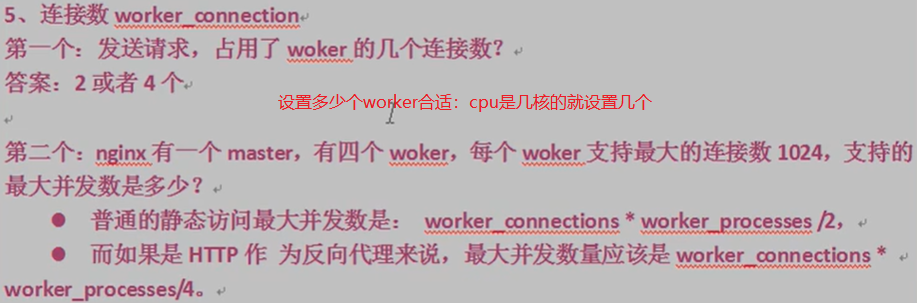 5、连接数 worker_connection
第一个：发送请求，占用了 woker 的几个连接数？
答案：2 或者 4 个
设置多少个worker合适：cpu是几核的就设置几个
第二个：nginx 有一个 master，有四个 woker，每个 woker 支持最大的连接数 1024，支持的
最大并发数是多少？
● 普通的静态访问最大并发数是： worker_connections * worker_processes /2，
● 而如果是 HTTP 作 为反向代理来说，最大并发数量应该是 worker_connections *
worker_processes/4。